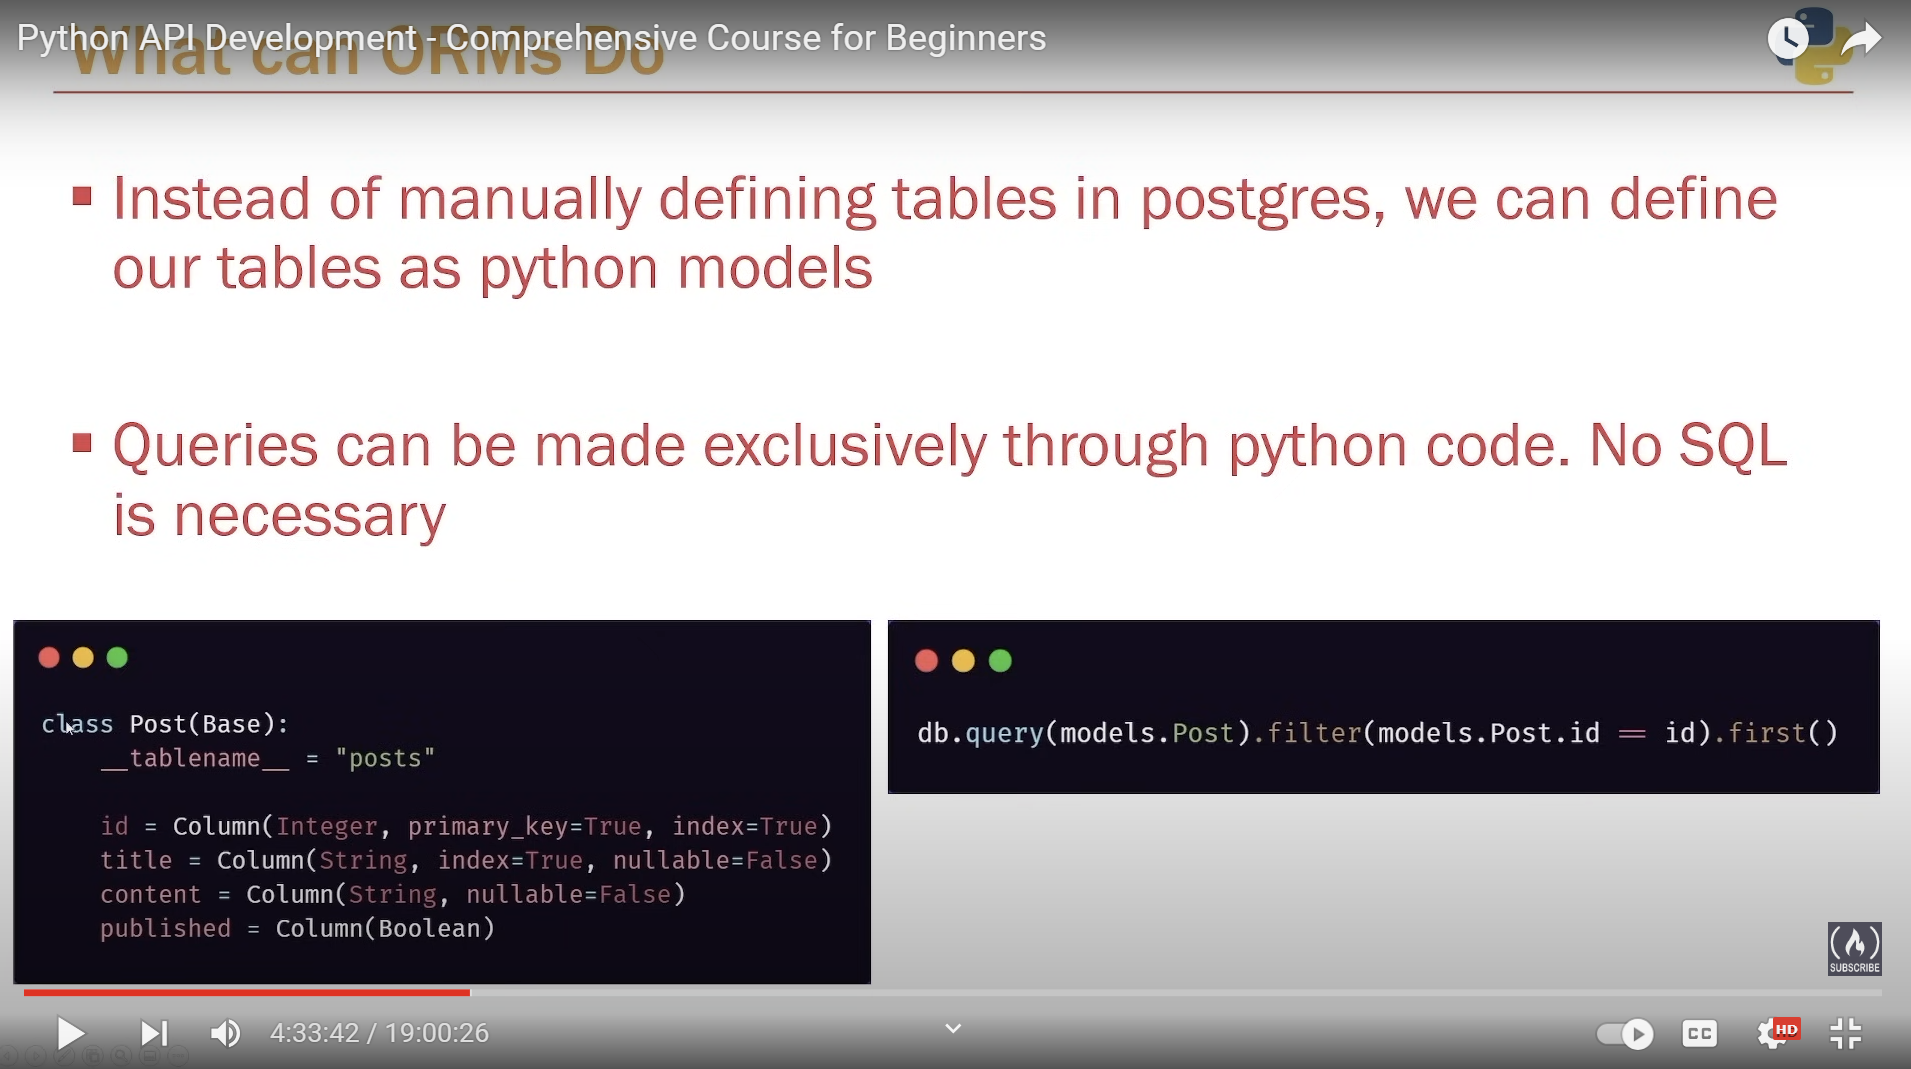 Python API Development - Comprehensive Course for Beginners
What can ORMs Do
Instead of manually defining tables in postgres, we can define
our tables as python models
Queries can be made exclusively through python code. No SQL
is necessary
class Post(Base):
__tablename__ = "posts"
id = Column(Integer, primary_key=True, index=True)
title = Column(String, index=True, nullable=False)
content = Column(String, nullable=False)
published = Column(Boolean)
db.query(models.Post).filter(models.Post.id == id).first()
SUBSCRIBE
4:33:42 / 19:00:26
CC
HD